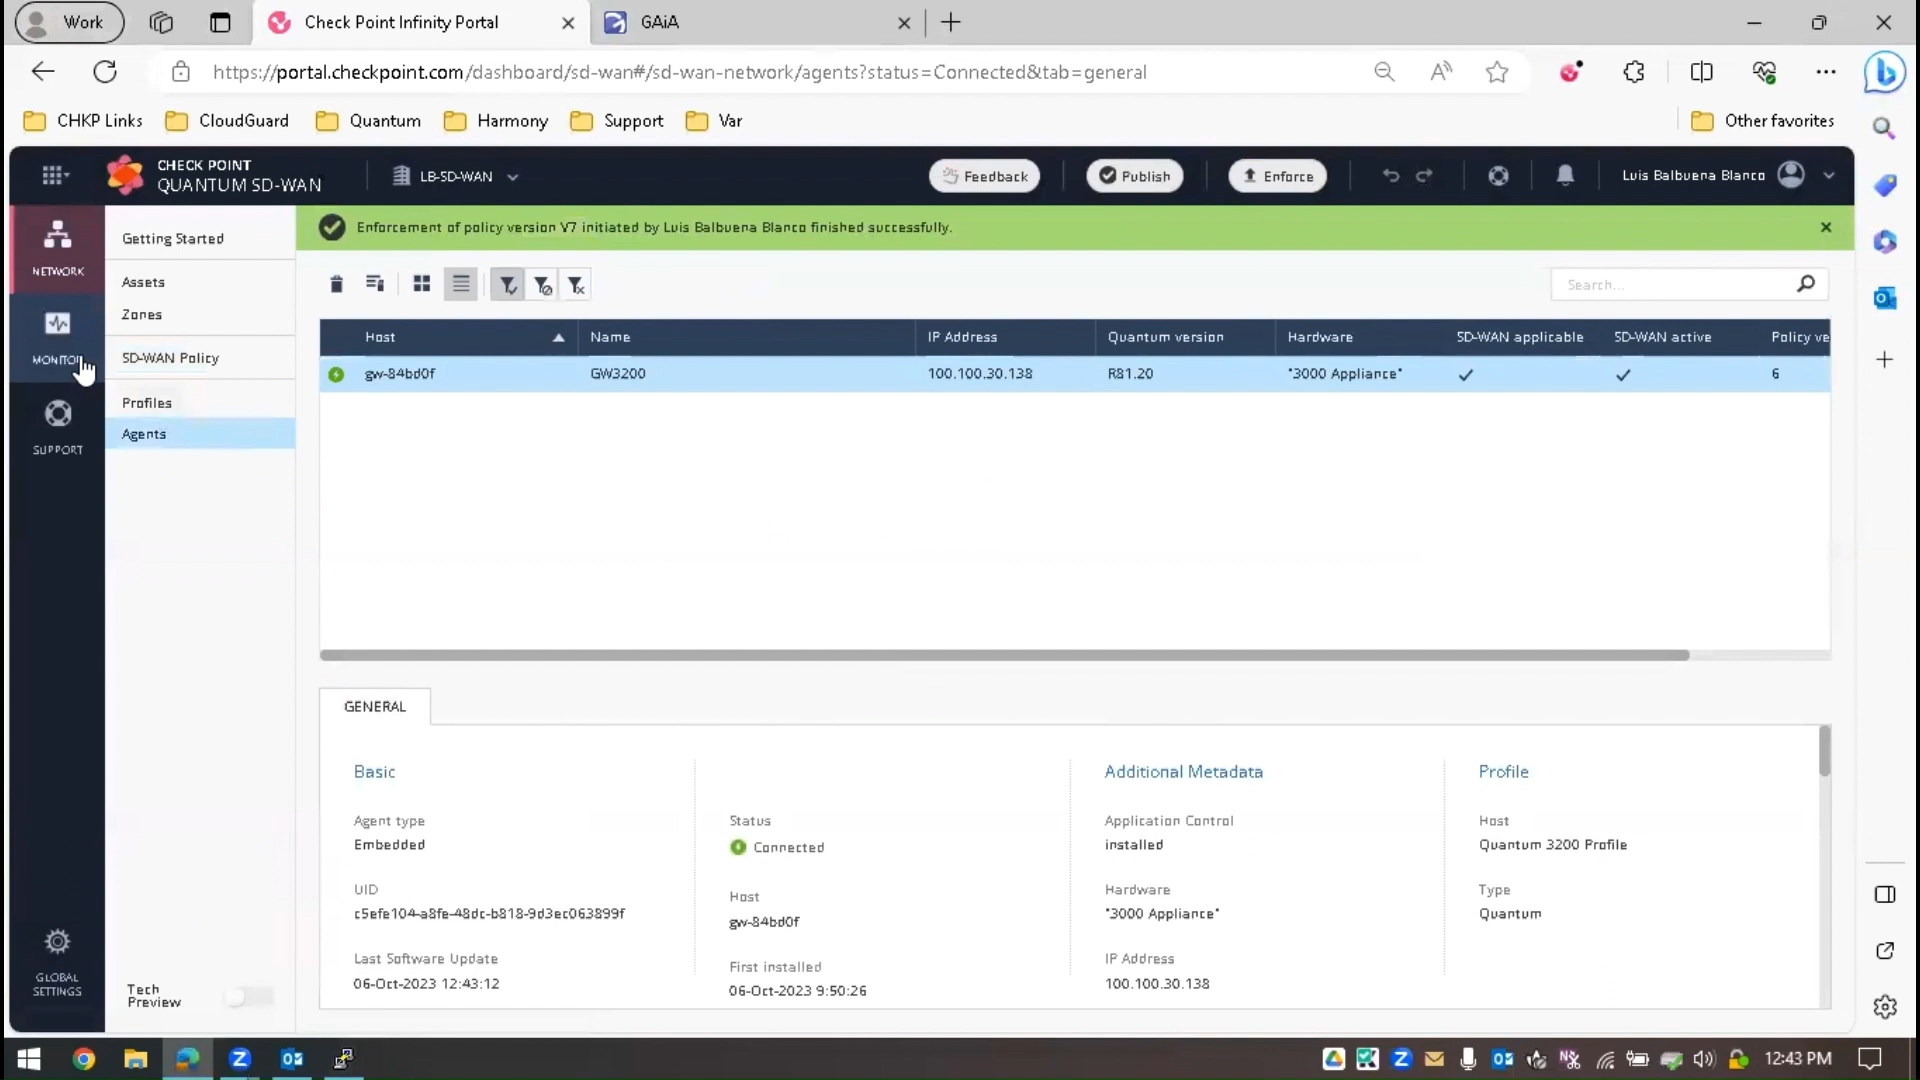 Work
Check Point Infinity Portal
GAiA
https://portal.checkpoint.com/dashboard/sd-wan#/sd-wan-network/agents?status=Connected&tab=general
CHKP Links
CloudGuard
Quantum
Harmony
Support
Var
Other favorites
CHECK POINT
QUANTUM SD-WAN
LB-SD-WAN
Feedback
Publish
Enforce
Luis Balbuena Blanco
NETWORK
MONITO
SUPPORT
GLOBAL
SETTINGS
Getting Started
Assets
Zones
SD-WAN Policy
Profiles
Agents
Tech
Preview
Enforcement of policy version V7 initiated by Luis Balbuena Blanco finished successfully.
Search...
Host Name IP Address Quantum version Hardware SD-WAN applicable SD-WAN active Policy ve
gw-84bd0f GW3200 100.100.30.138 R81.20 "3000 Appliance" 6
GENERAL
Basic
Agent type
Embedded
UID
c5efe104-a8fe-48dc-b818-9d3ec063899f
Last Software Update
06-Oct-2023 12:43:12
Status
Connected
Host
gw-84bd0f
First installed
06-Oct-2023 9:50:26
Additional Metadata
Application Control
installed
Hardware
"3000 Appliance"
IP Address
100.100.30.138
Profile
Host
Quantum 3200 Profile
Type
Quantum
12:43 PM